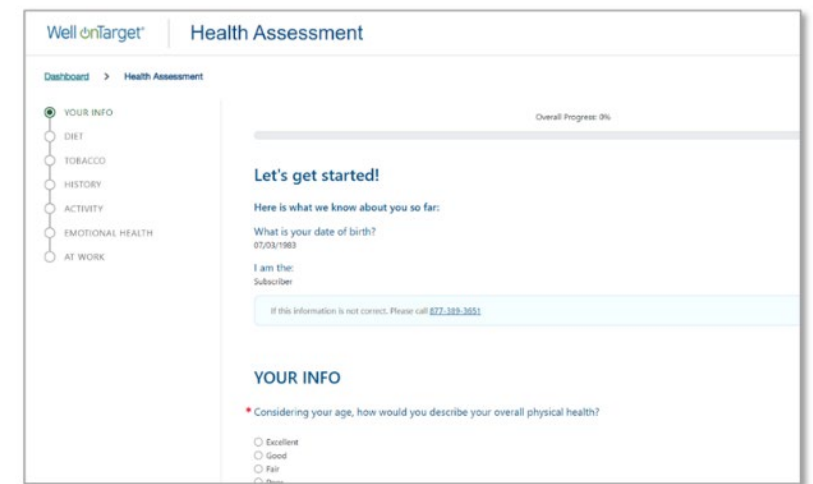 Well onTarget®
Health Assessment
Dashboard > Health Assessment
YOUR INFO
DIET
TOBACCO
HISTORY
ACTIVITY
EMOTIONAL HEALTH
AT WORK
Overall Progress: 0%
Let's get started!
Here is what we know about you so far:
What is your date of birth?
07/03/1983
I am the:
Subscriber
If this information is not correct. Please call 877-389-3651
YOUR INFO
* Considering your age, how would you describe your overall physical health?
Excellent
Good
Fair